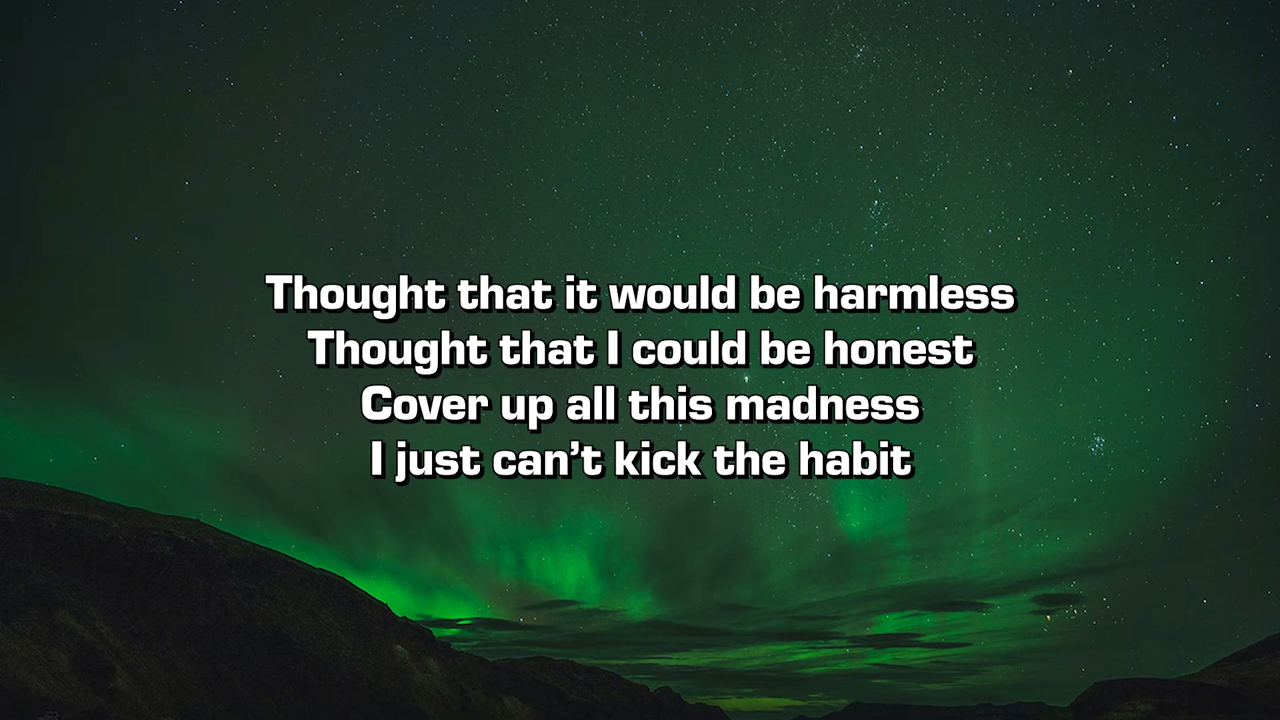 Thought that it would be harmless
Thought that I could be honest
Cover up all this madness
I just can’t kick the habit